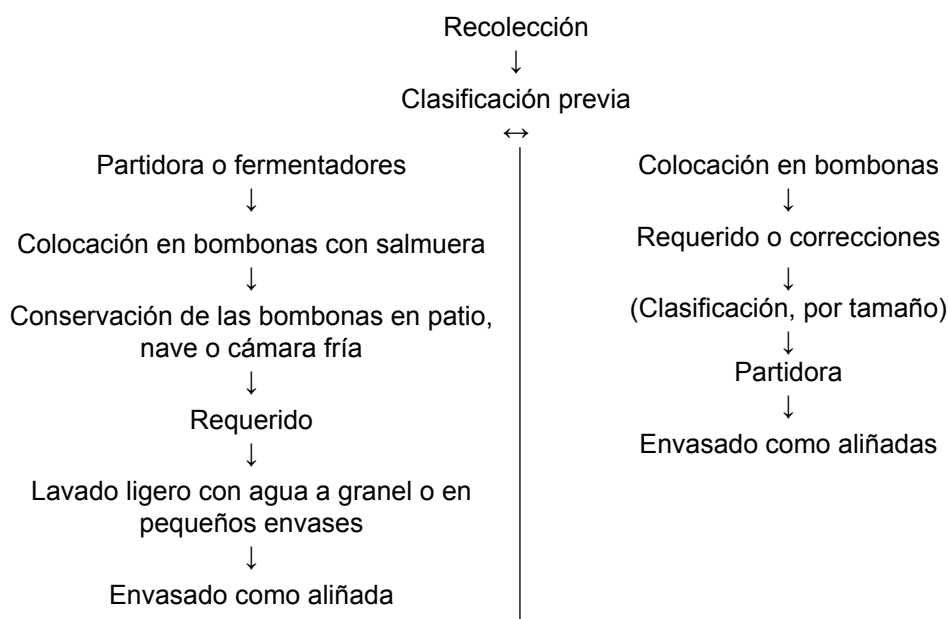 Recolección
↓
Clasificación previa
↔
Partidora o fermentadores
↓
Colocación en bombonas con salmuera
↓
Conservación de las bombonas en patio,
nave o cámara fría
↓
Requerido
↓
Lavado ligero con agua a granel o en
pequeños envases
↓
Envasado como aliñada
Colocación en bombonas
↓
Requerido o correcciones
↓
(Clasificación, por tamaño)
↓
Partidora
↓
Envasado como aliñadas